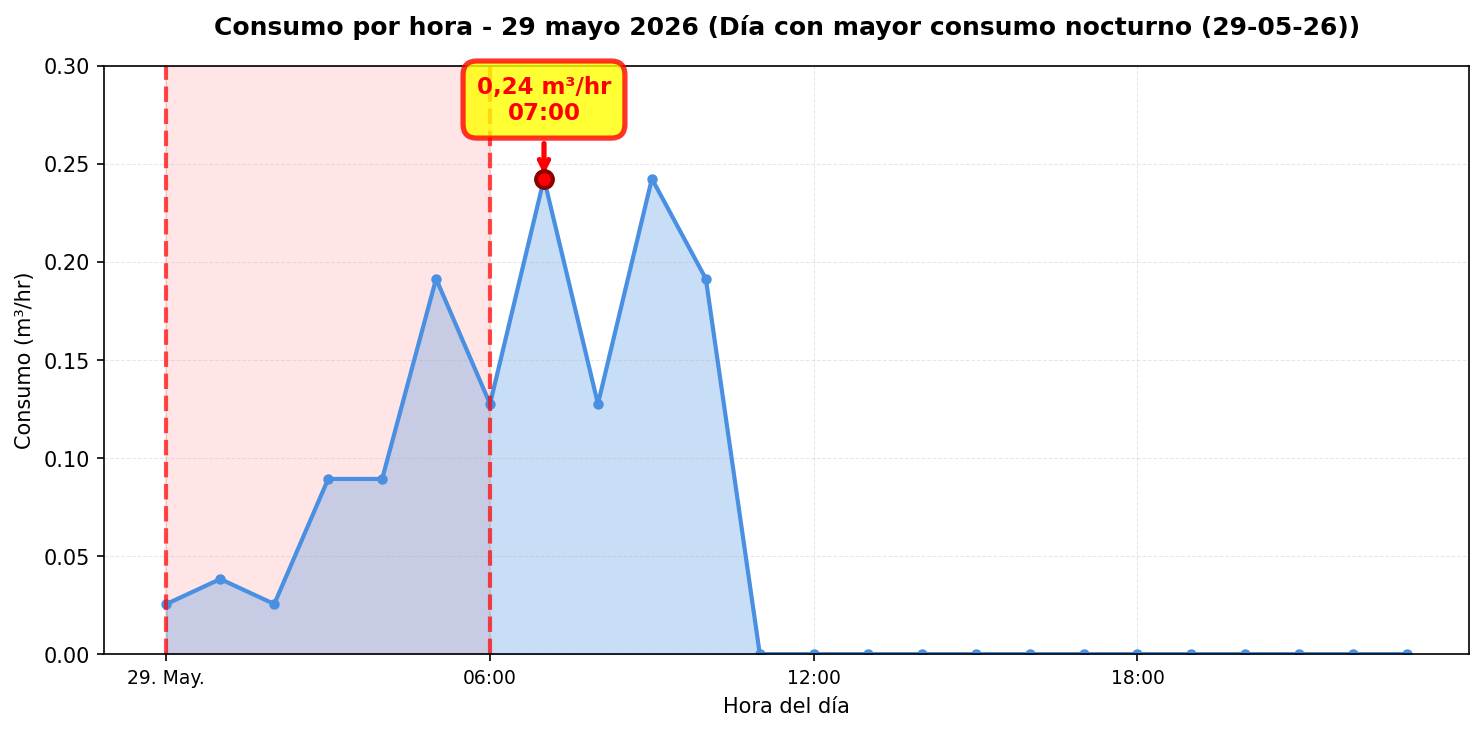 Consumo por hora - 29 mayo 2026 (Día con mayor consumo nocturno (29-05-26))
0,24 m³/hr
07:00
Consumo (m³/hr)
0.30
0.25
0.20
0.15
0.10
0.05
0.00
29. May.
06:00
12:00
18:00
Hora del día